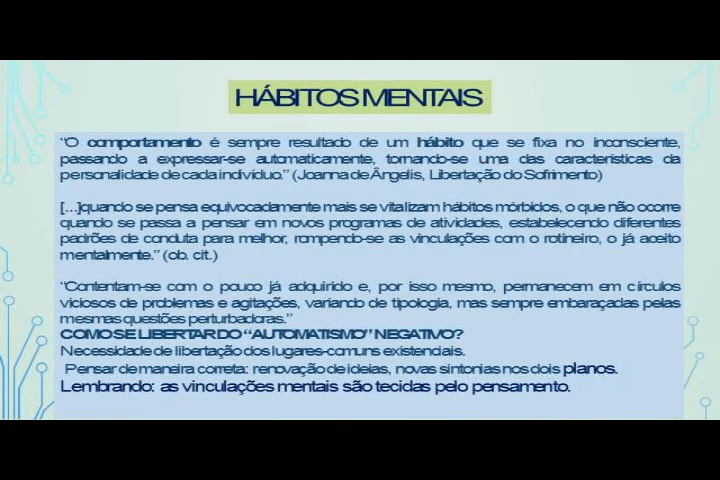 HÁBITOS MENTAIS
“O comportamento é sempre resultado de um hábito que se fixa no inconsciente,
passando a expressar-se automaticamente, tornando-se uma das características da
personalidade de cada indivíduo.” (Joanna de Ângelis, Libertação do Sofrimento)
[...]quando se pensa equivocadamente mais se vitalizam hábitos mórbidos, o que não ocorre
quando se passa a pensar em novos programas de atividades, estabelecendo diferentes
padrões de conduta para melhor, rompendo-se as vinculações com o rotineiro, o já aceito
mentalmente.” (ob. cit.)
“Contentam-se com o pouco já adquirido e, por isso mesmo, permanecem em círculos
viciosos de problemas e agitações, variando de tipologia, mas sempre embaraçadas pelas
mesmas questões perturbadoras.”
COMO SE LIBERTAR DO “AUTOMATISMO” NEGATIVO?
Necessidade de libertação dos lugares-comuns existenciais.
Pensar de maneira correta: renovação de ideias, novas sintonias nos dois planos.
Lembrando: as vinculações mentais são tecidas pelo pensamento.